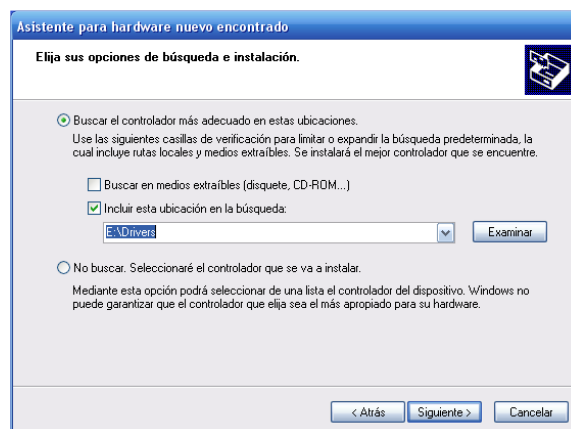 Asistente para hardware nuevo encontrado
Elija sus opciones de búsqueda e instalación.
Buscar el controlador más adecuado en estas ubicaciones.
Use las siguientes casillas de verificación para limitar o expandir la búsqueda predeterminada, la
cual incluye rutas locales y medios extraíbles. Se instalará el mejor controlador que se encuentre.
Buscar en medios extraíbles (disquete, CD-ROM...)
Incluir esta ubicación en la búsqueda:
E:\Drivers
Examinar
No buscar. Seleccionaré el controlador que se va a instalar.
Mediante esta opción podrá seleccionar de una lista el controlador del dispositivo. Windows no
puede garantizar que el controlador que elija sea el más apropiado para su hardware.
< Atrás Siguiente > Cancelar